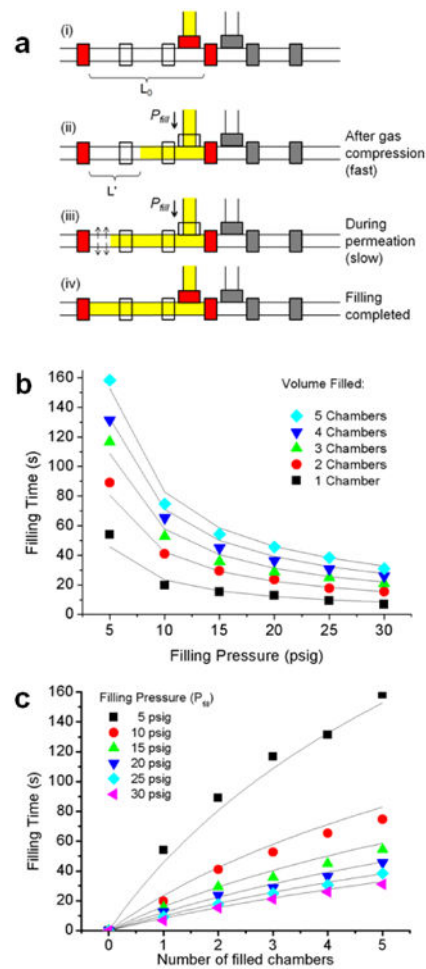 a
(i)
L₀
(ii)
P_fill
After gas
compression
(fast)
L'
(iii)
P_fill
During
permeation
(slow)
(iv)
Filling
completed
b
160
140
120
100
80
60
40
20
0
Filling Time (s)
Volume Filled:
5 Chambers
4 Chambers
3 Chambers
2 Chambers
1 Chamber
5 10 15 20 25 30
Filling Pressure (psig)
c
160
140
120
100
80
60
40
20
0
Filling Time (s)
Filling Pressure (P_fill)
5 psig
10 psig
15 psig
20 psig
25 psig
30 psig
0 1 2 3 4 5
Number of filled chambers